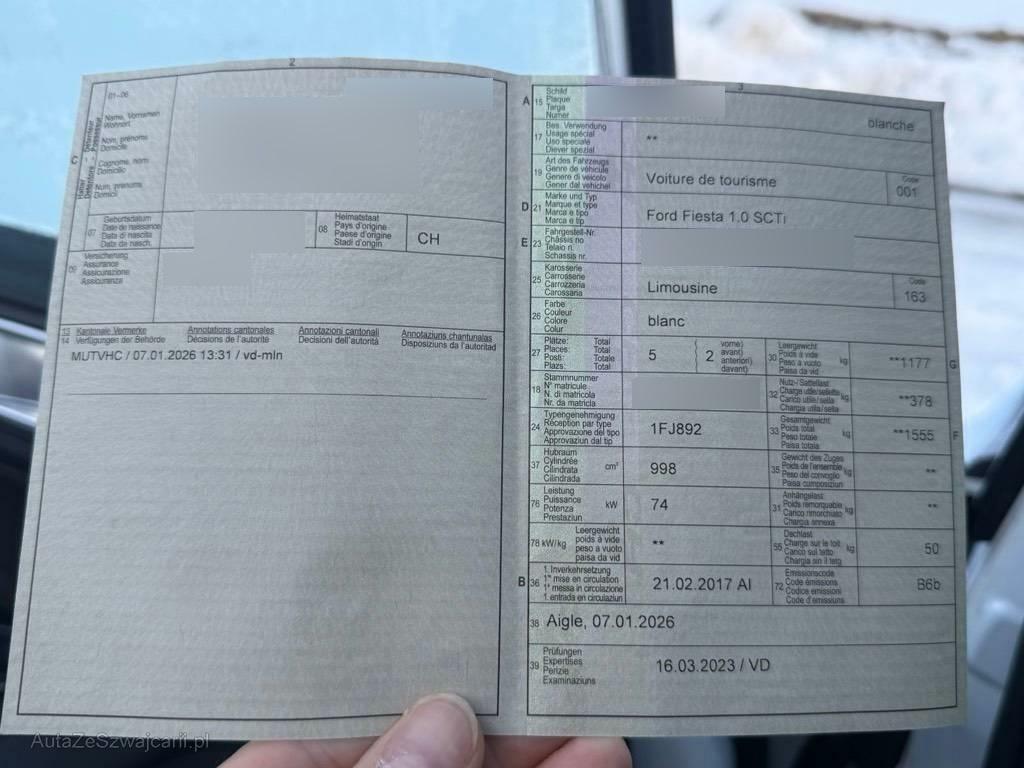 2
01-06
Name, Vornamen
Wohnort
Nom, prénoms
Domicile
Cognome, nomi
Domicilio
Num, prenums
Domicil
C
07 Geburtsdatum
Date de naissance
Data di nascita
Data da nasch.
08 Heimatstaat
Pays d'origine
Paese d'origine
Stadi d'origin
CH
09 Versicherung
Assurance
Assicurazione
Assicuranza
13 Kantonale Vermerke Annotations cantonales Annotazioni cantonali Annotaziuns chantunalas
14 Verfügungen der Behörde Décisions de l'autorité Decisioni dell'autorità Disposiziuns da l'autoritad
MUTVHC / 07.01.2026 13:31 / vd-mln
3
A 15 Schild
Plaque
Targa
Numer
blanche
17 Bes. Verwendung
Usage spécial
Uso speciale
Diever spezial
**
19 Art des Fahrzeugs
Genre de véhicule
Genere di veicolo
Gener dal vehichel
Voiture de tourisme
Code
001
D 21 Marke und Typ
Marque et type
Marca e tipo
Marca e tip
Ford Fiesta 1.0 SCTi
E 23 Fahrgestell-Nr.
Châssis no
Telaio n.
Schassis nr.
25 Karosserie
Carrosserie
Carrozzeria
Carossaria
Limousine
Code
163
26 Farbe
Couleur
Colore
Colur
blanc
27 Plätze: Total
Places: Total
Posti: Totale
Plazs: Total
5 2
vorne)
avant)
anteriori)
davant)
30 Leergewicht
Poids à vide
Peso a vuoto
Paisa da vid
kg
**1177
G
18 Stammnummer
N° matricule
N. di matricola
Nr. da matricla
32 Nutz-/Sattellast
Charge utile/sellette
Carico utile/sella
Chargia utila/sella
kg
**378
24 Typengenehmigung
Réception par type
Approvazione del tipo
Approvaziun dal tip
1FJ892
33 Gesamtgewicht
Poids total
Peso totale
Paisa totala
kg
**1555
F
37 Hubraum
Cylindrée
Cilindrata
Cilindrada
cm³
998
35 Gewicht des Zuges
Poids de l'ensemble
Peso del convoglio
Paisa cumposiziun
kg
**
76 Leistung
Puissance
Potenza
Prestaziun
kW
74
31 Anhängelast
Poids remorquable
Carico rimorchiato
Chargia annexa
kg
**
78 kW/kg Leergewicht
poids à vide
peso a vuoto
paisa da vid
**
55 Dachlast
Charge sur le toit
Carico sul tetto
Chargia sin il tetg
kg
50
B 36 1. Inverkehrsetzung
1re mise en circulation
1a messa in circolazione
1. entrada en circulaziun
21.02.2017 AI
72 Emissionscode
Code émissions
Codice emissioni
Code d'emissiuns
B6b
38 Aigle, 07.01.2026
39 Prüfungen
Expertises
Perizie
Examinaziuns
16.03.2023 / VD
AutaZeSzwajcarii.pl